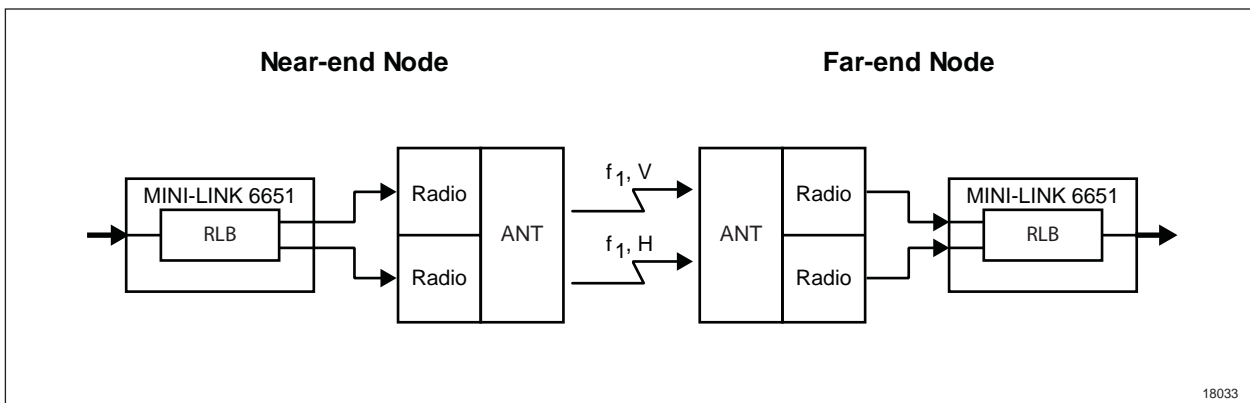 Near-end Node
Far-end Node
MINI-LINK 6651
RLB
Radio
Radio
ANT
f1, V
f1, H
ANT
Radio
Radio
MINI-LINK 6651
RLB
18033